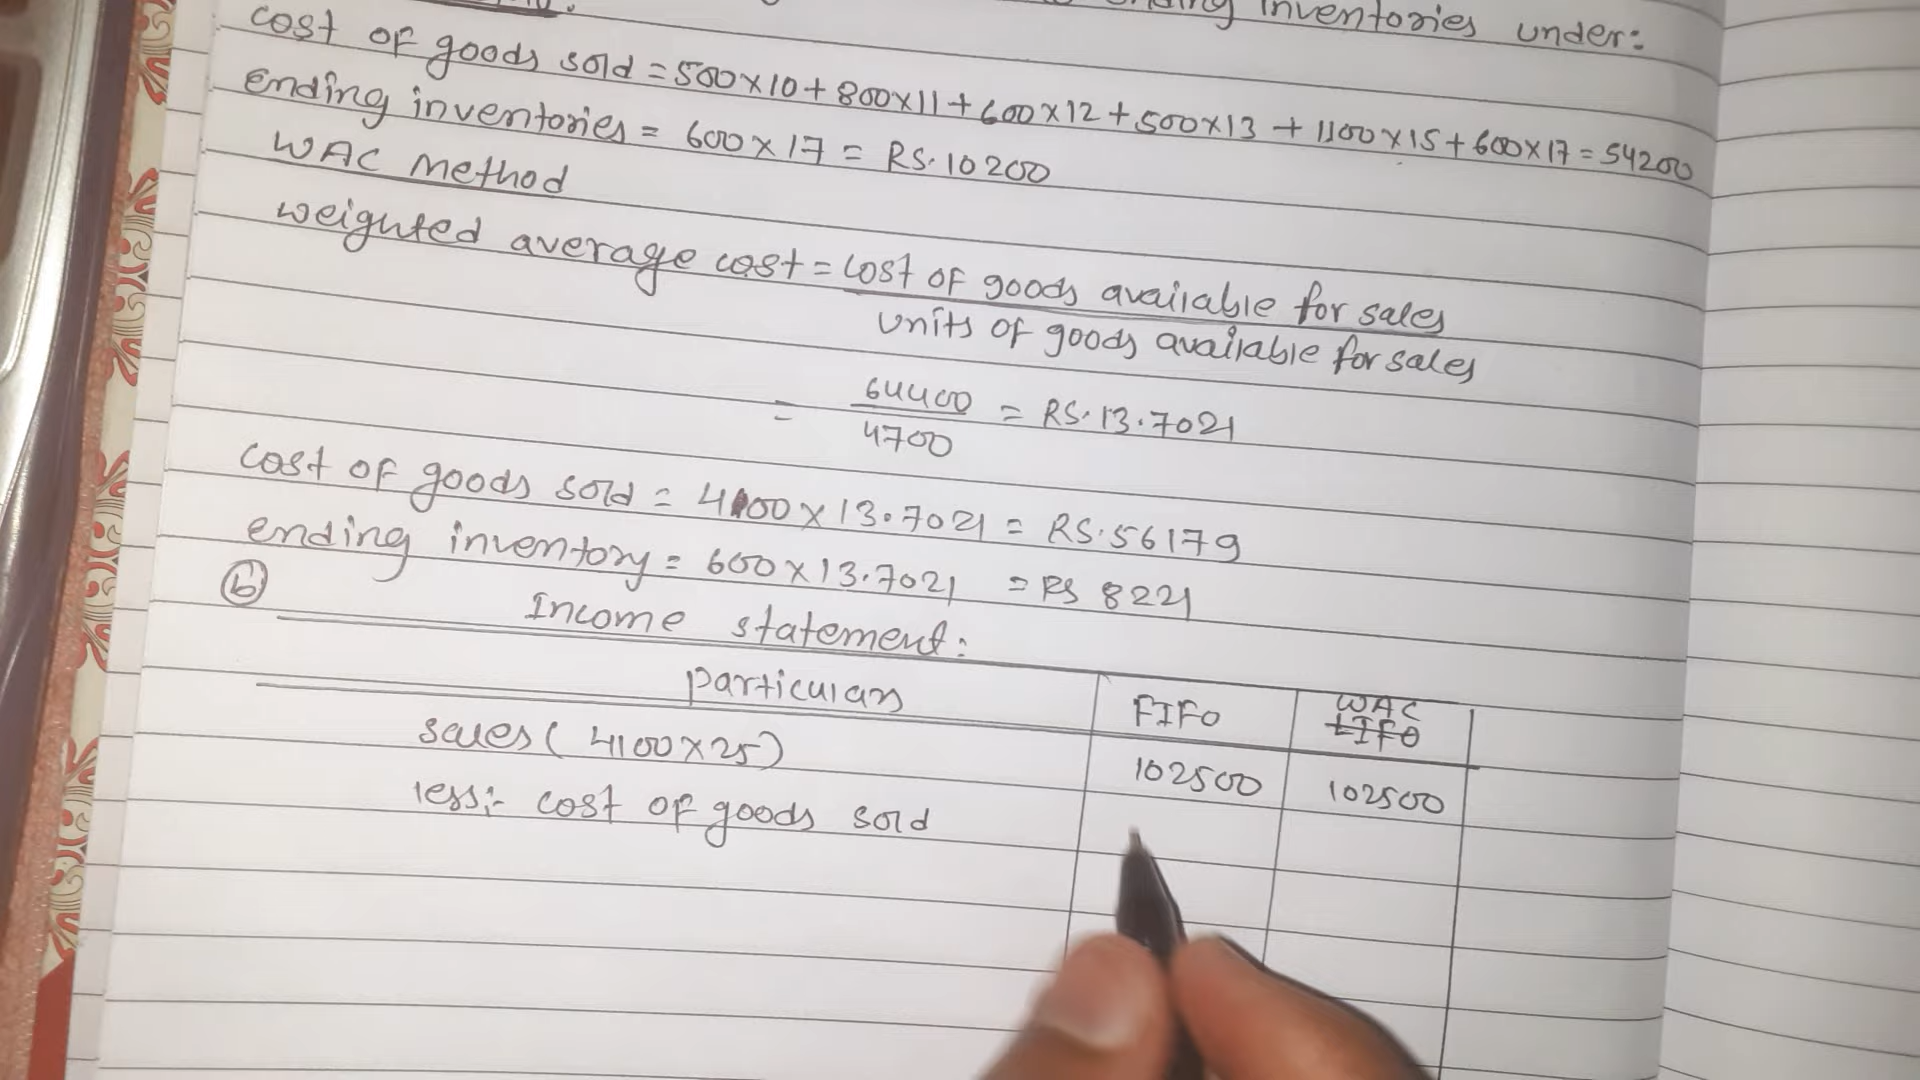 ending inventories under:
cost of goods sold = 500×10 + 800×11 + 600×12 + 500×13 + 1100×15 + 600×17 = 54200
ending inventories = 600×17 = RS. 10200
WAC Method
weighted average cost = cost of goods available for sales
units of goods available for sales
= 64400 = RS. 13.7021
4700
cost of goods sold = 4100×13.7021 = RS. 56179
ending inventory = 600×13.7021 = RS 8221
(b)
Income statement:
particulars FIFO WAC LIFO
sales (4100×25) 102500 102500
less:- cost of goods sold